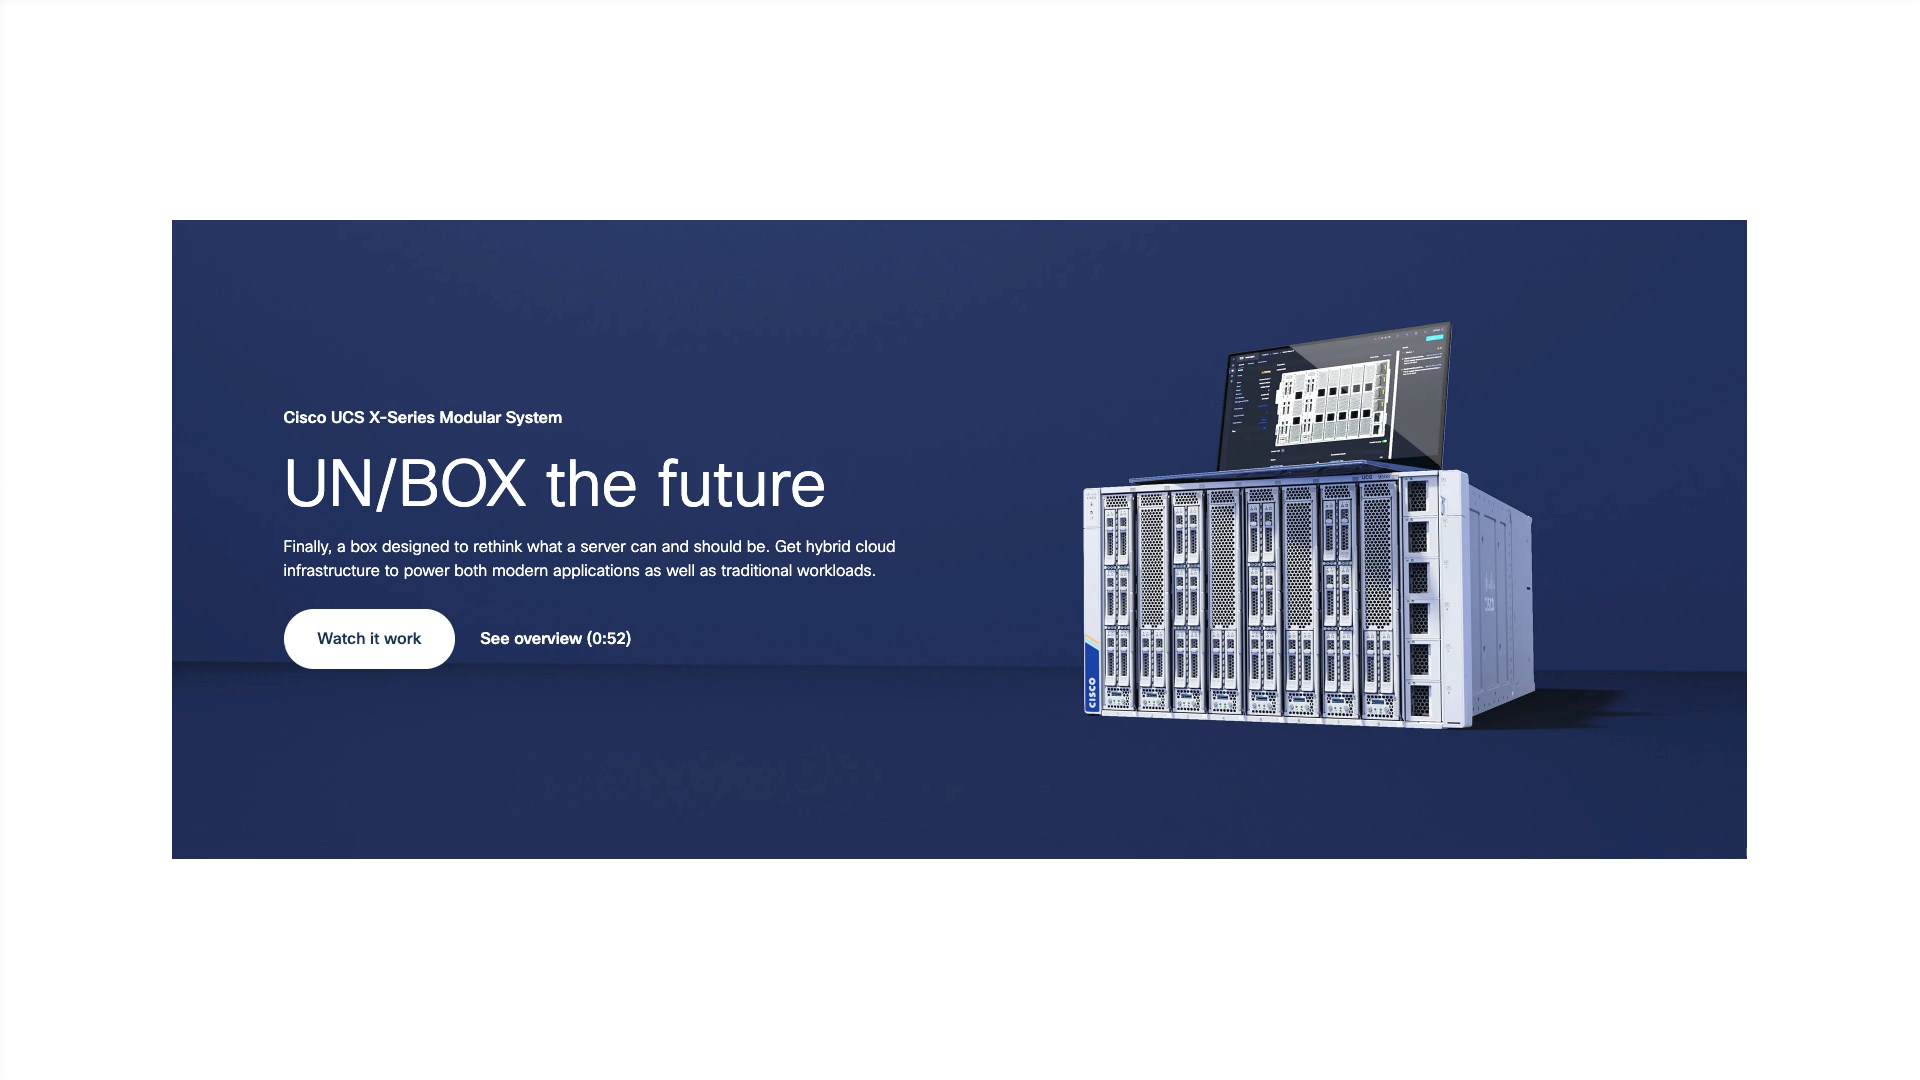 Cisco UCS X-Series Modular System
UN/BOX the future
Finally, a box designed to rethink what a server can and should be. Get hybrid cloud
infrastructure to power both modern applications as well as traditional workloads.
Watch it work
See overview (0:52)
CISCO